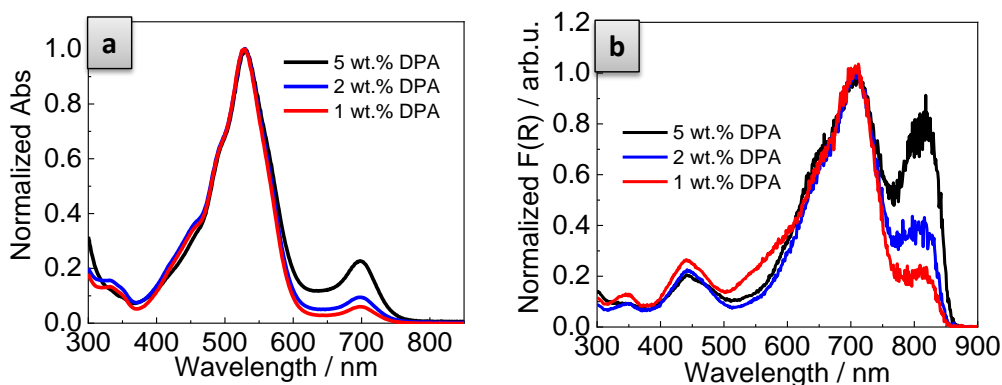 a
Normalized Abs
1.0
0.8
0.6
0.4
0.2
0.0
5 wt.% DPA
2 wt.% DPA
1 wt.% DPA
300 400 500 600 700 800
Wavelength / nm
b
Normalized F(R) / arb.u.
1.2
1.0
0.8
0.6
0.4
0.2
0.0
5 wt.% DPA
2 wt.% DPA
1 wt.% DPA
300 400 500 600 700 800 900
Wavelength / nm